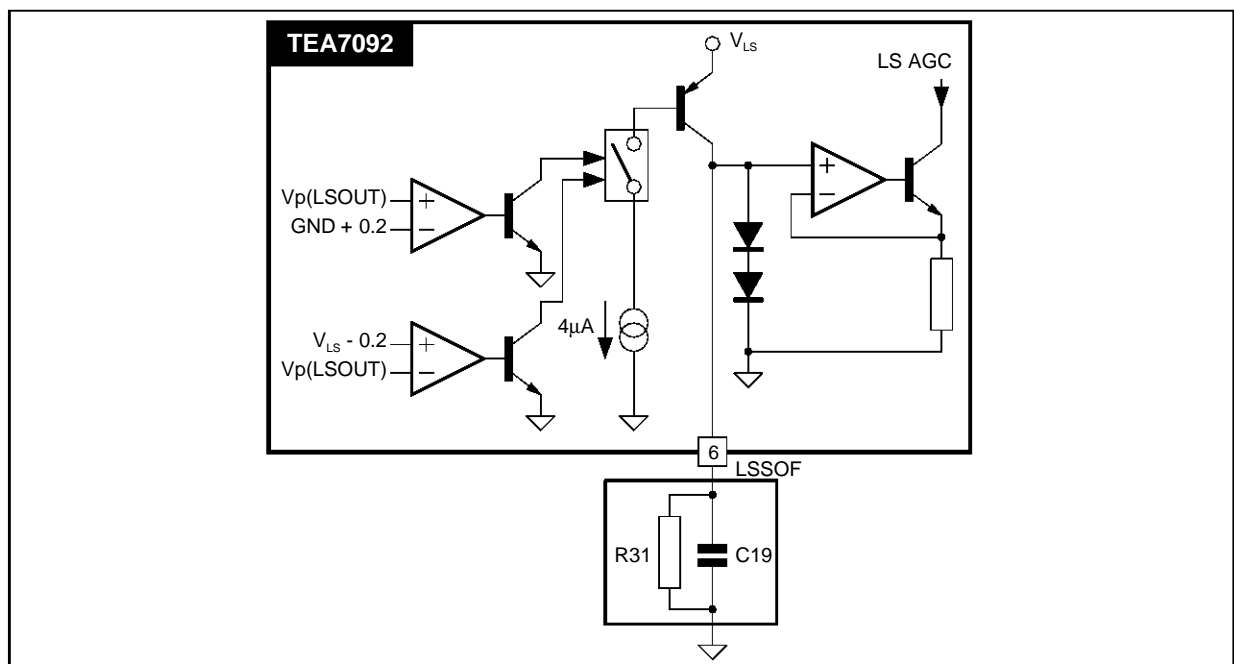 TEA7092
V_LS
LS AGC
+
−
Vp(LSOUT)
GND + 0.2
+
−
4µA
V_LS - 0.2
Vp(LSOUT)
+
−
6
LSSOF
R31
C19